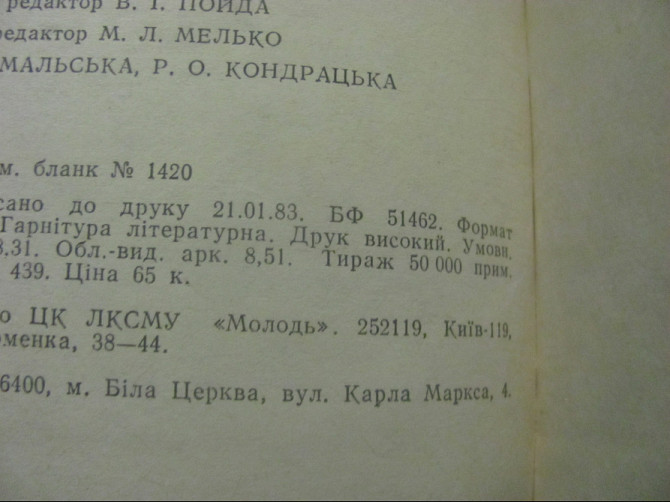 редактор В. І. ПОЙДА
редактор М. Л. МЕЛЬКО
МАЛЬСЬКА, Р. О. КОНДРАЦЬКА
м. бланк № 1420
сано до друку 21.01.83. БФ 51462. Формат
Гарнітура літературна. Друк високий. Умовн.
8,31. Обл.-вид. арк. 8,51. Тираж 50 000 прим.
439. Ціна 65 к.
о ЦК ЛКСМУ «Молодь». 252119, Київ-119,
оменка, 38—44.
6400, м. Біла Церква, вул. Карла Маркса, 4.